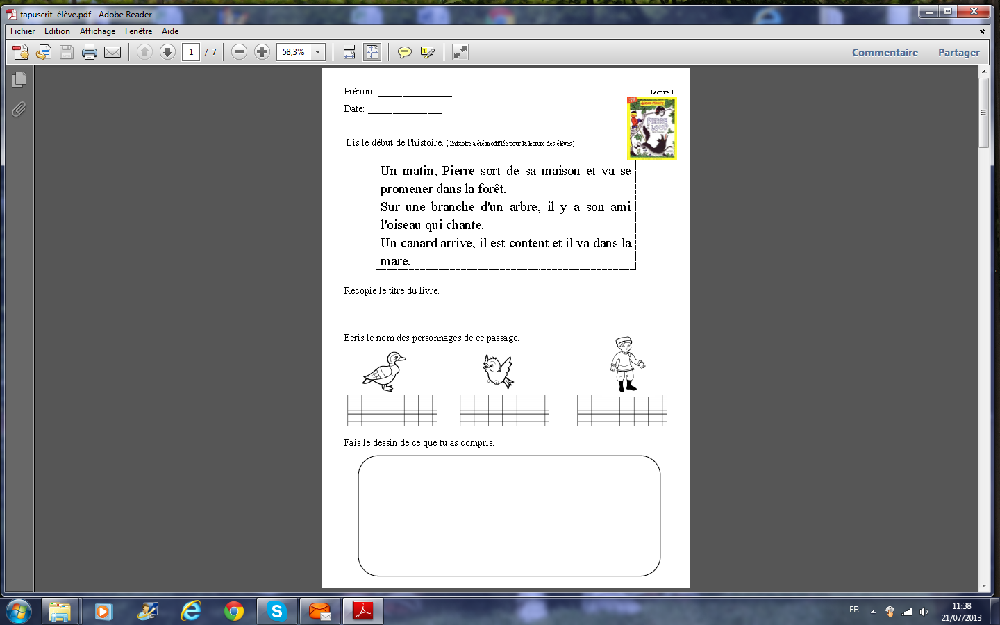 tapuscrit élève.pdf - Adobe Reader
Fichier Edition Affichage Fenêtre Aide
1 / 7 58,3% Commentaire Partager
Prénom:_______________
Lecture 1
Date: _______________
PIERRE
LOUP
Lis le début de l'histoire. (l'histoire a été modifiée pour la lecture des élèves)
Un matin, Pierre sort de sa maison et va se
promener dans la forêt.
Sur une branche d'un arbre, il y a son ami
l'oiseau qui chante.
Un canard arrive, il est content et il va dans la
mare.
Recopie le titre du livre.
Ecris le nom des personnages de ce passage.
Fais le dessin de ce que tu as compris.
FR
11:38
21/07/2013